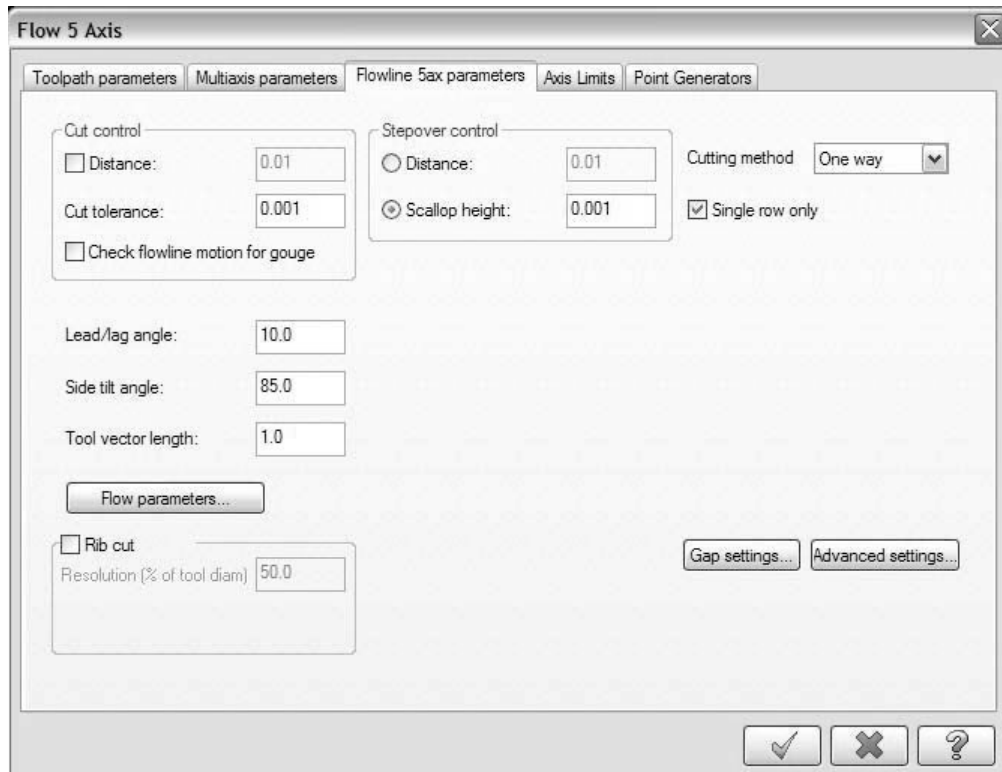 Flow 5 Axis
Toolpath parameters Multiaxis parameters Flowline 5ax parameters Axis Limits Point Generators
Cut control
Distance: 0.01
Cut tolerance: 0.001
Check flowline motion for gouge
Stepover control
Distance: 0.01
Scallop height: 0.001
Cutting method One way
Single row only
Lead/lag angle: 10.0
Side tilt angle: 85.0
Tool vector length: 1.0
Flow parameters...
Rib cut
Resolution (% of tool diam) 50.0
Gap settings... Advanced settings...